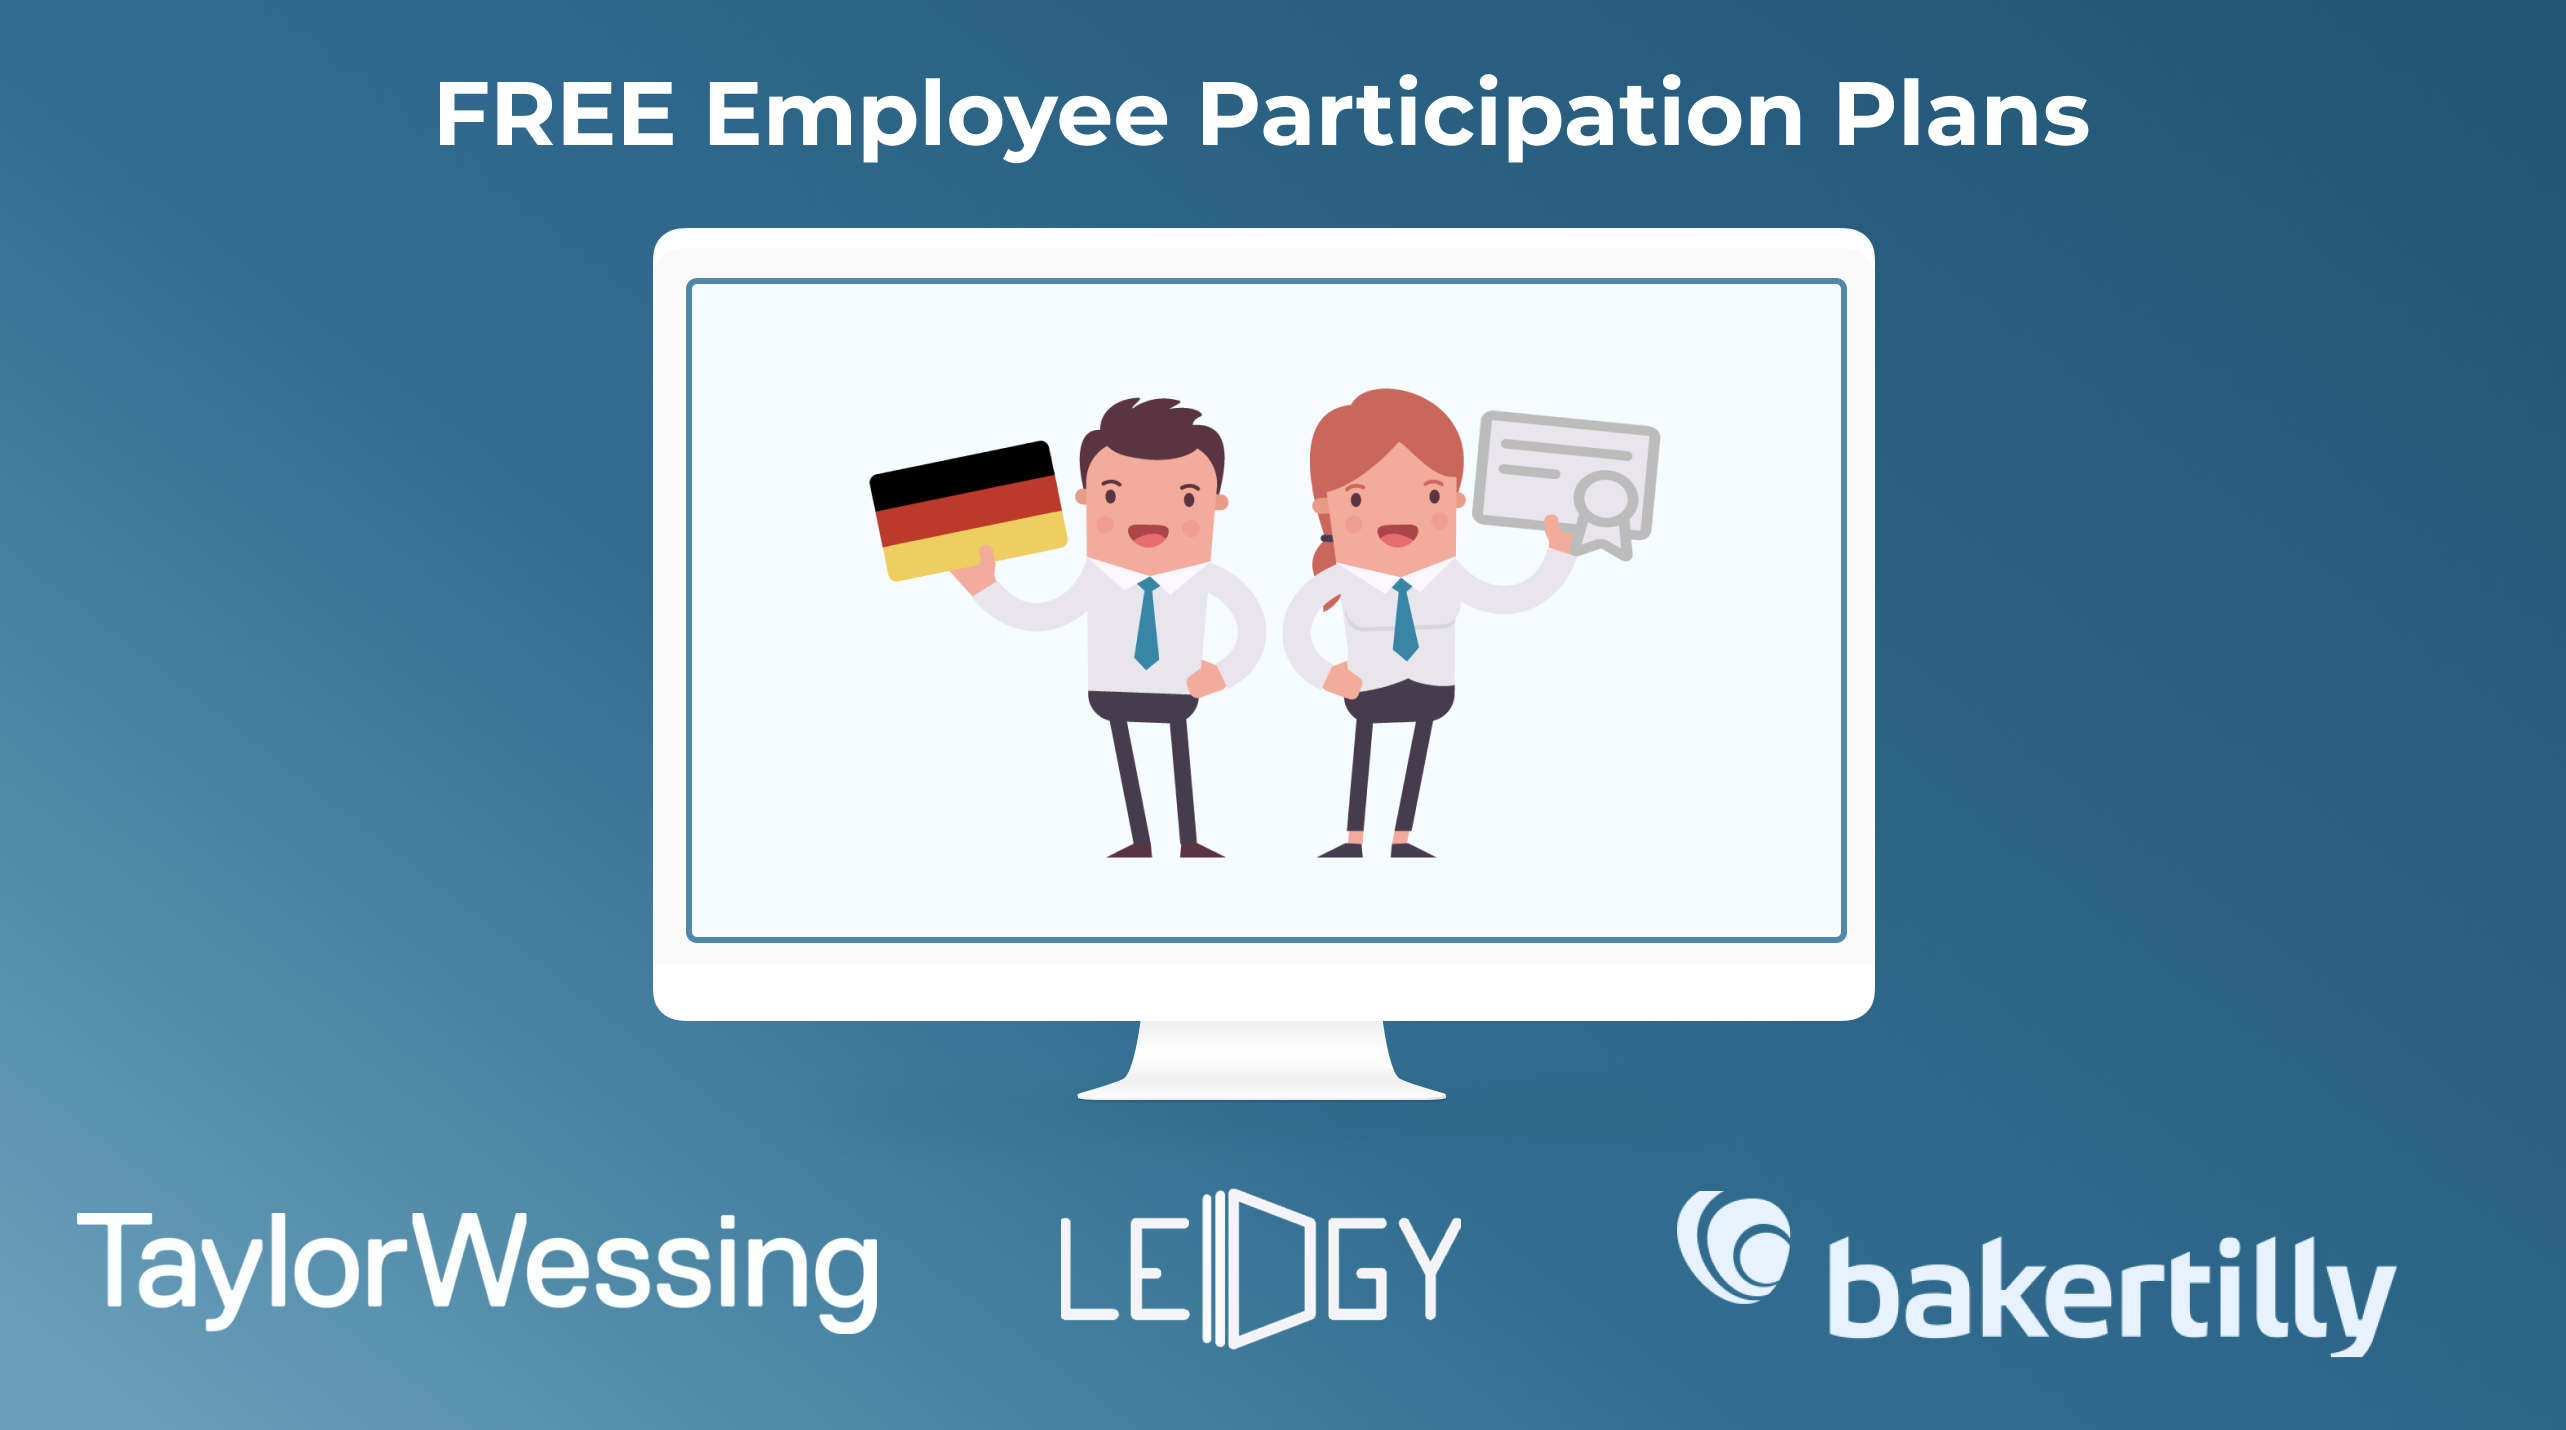 FREE Employee Participation Plans
TaylorWessing
LEDGY
bakertilly